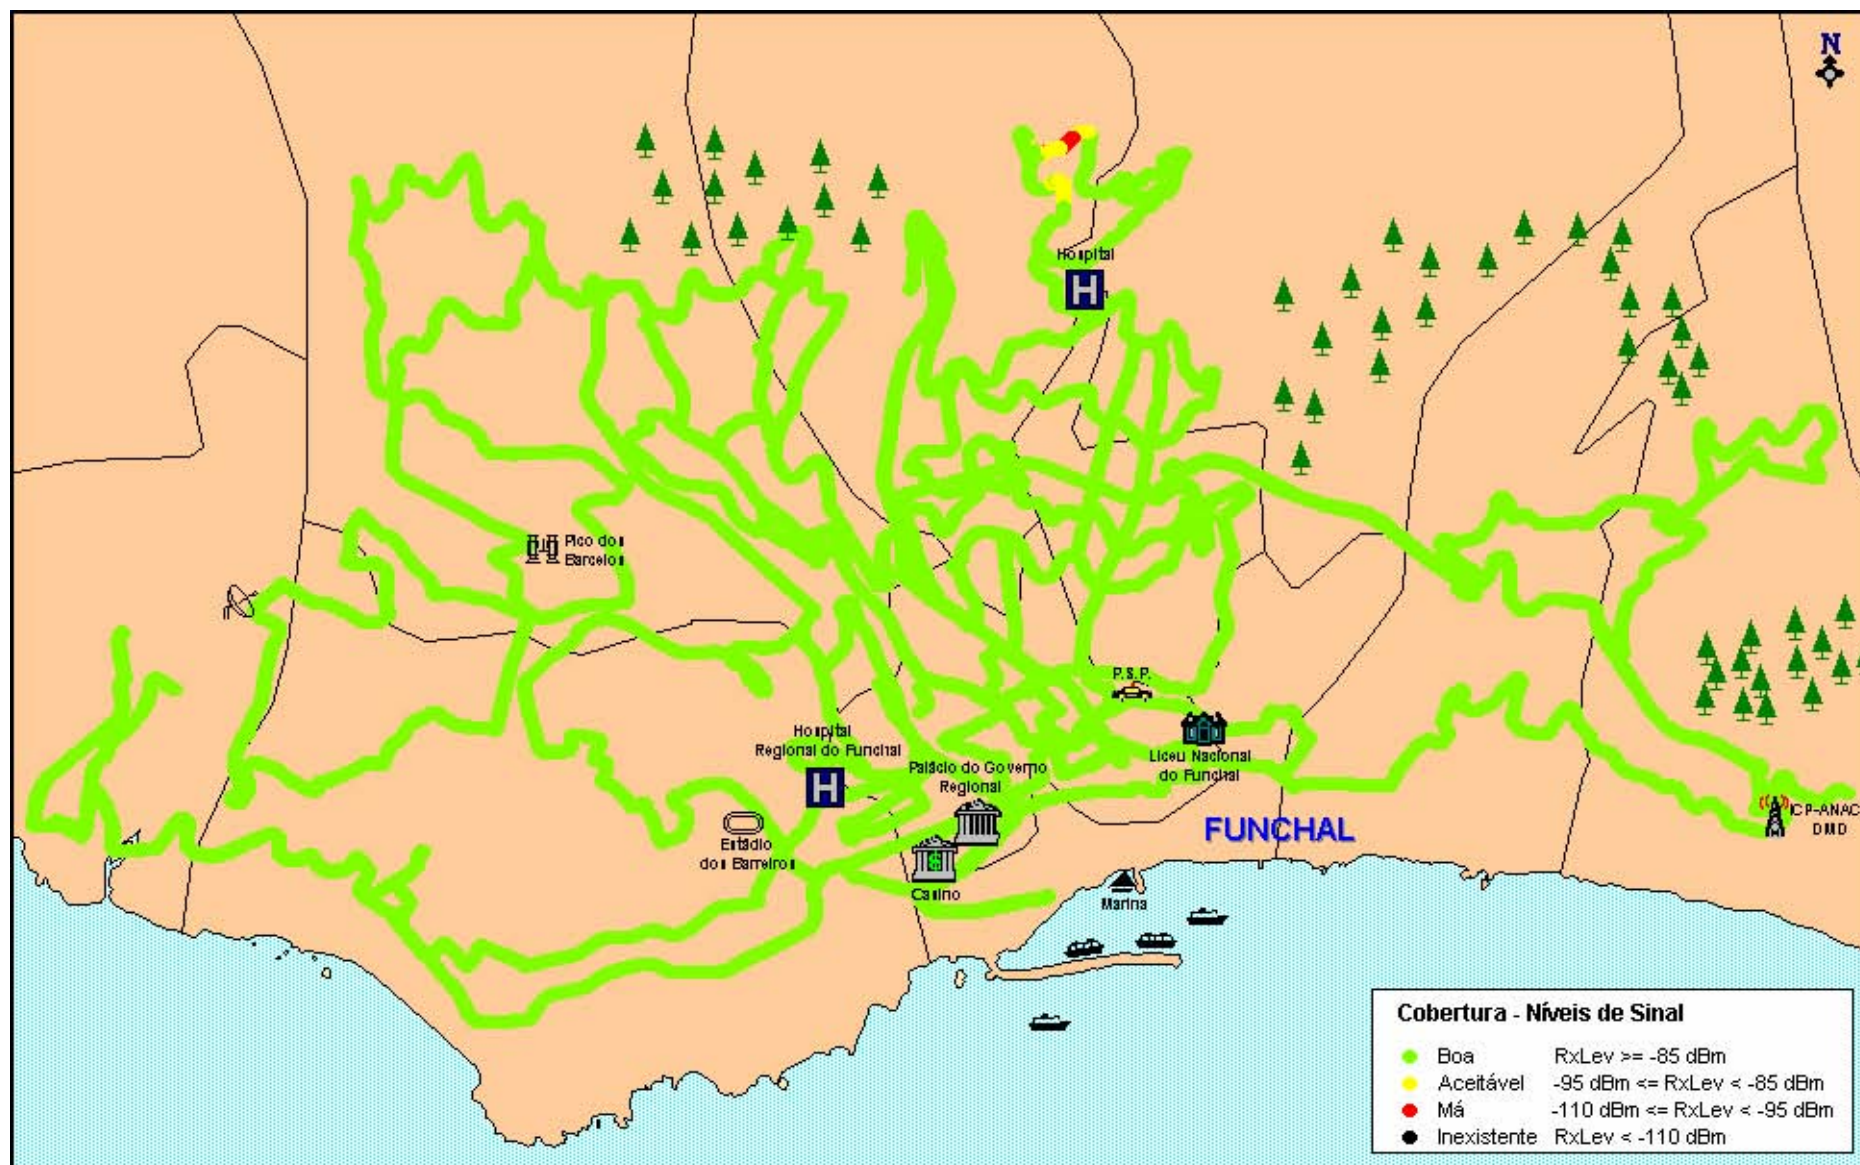 N
Hospital
Pico dos
Barcelos
P.S.P.
Hospital
Regional do Funchal
Liceu Nacional
do Funchal
Palácio do Governo
Regional
ICP-ANAC
DMD
FUNCHAL
Estádio
dos Barreiros
Casino
Marina
Cobertura - Níveis de Sinal
Boa RxLev >= -85 dBm
Aceitável -95 dBm <= RxLev < -85 dBm
Má -110 dBm <= RxLev < -95 dBm
Inexistente RxLev < -110 dBm